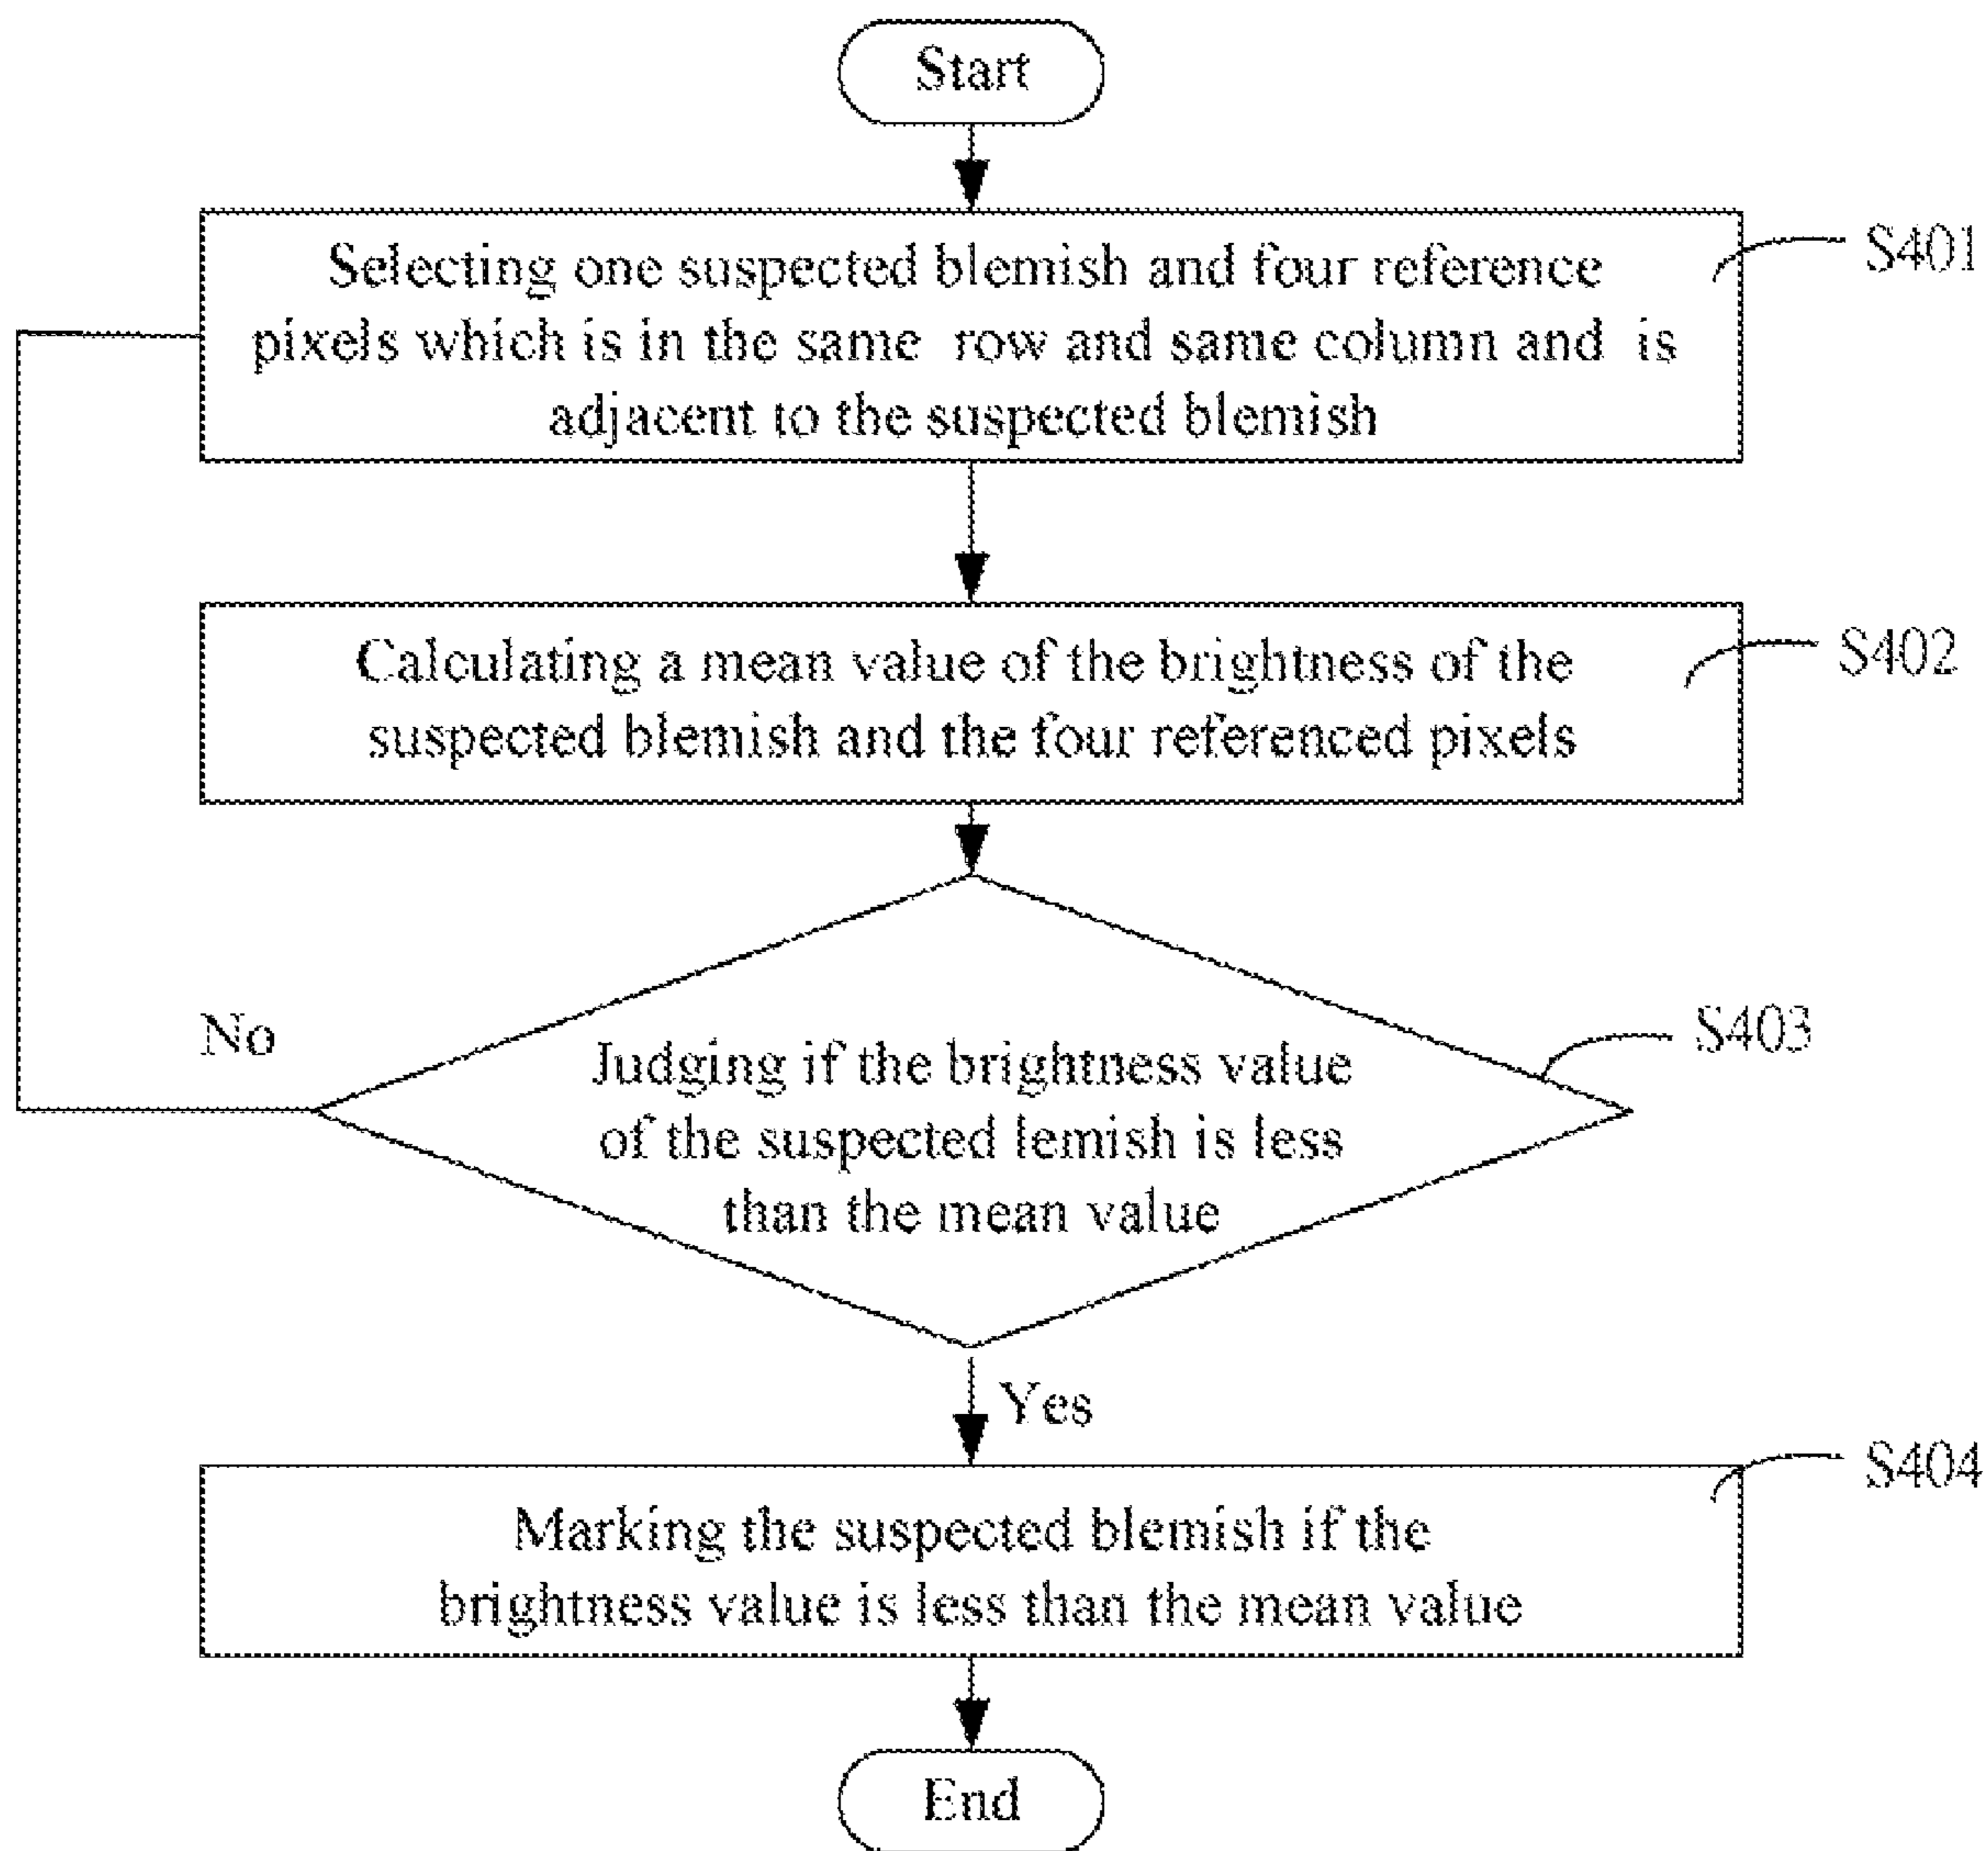 Start
Selecting one suspected blemish and four reference
pixels which is in the same row and same column and is
adjacent to the suspected blemish
S401
Calculating a mean value of the brightness of the
suspected blemish and the four referenced pixels
S402
No
Judging if the brightness value
of the suspected lemish is less
than the mean value
S403
Yes
Marking the suspected blemish if the
brightness value is less than the mean value
S404
End